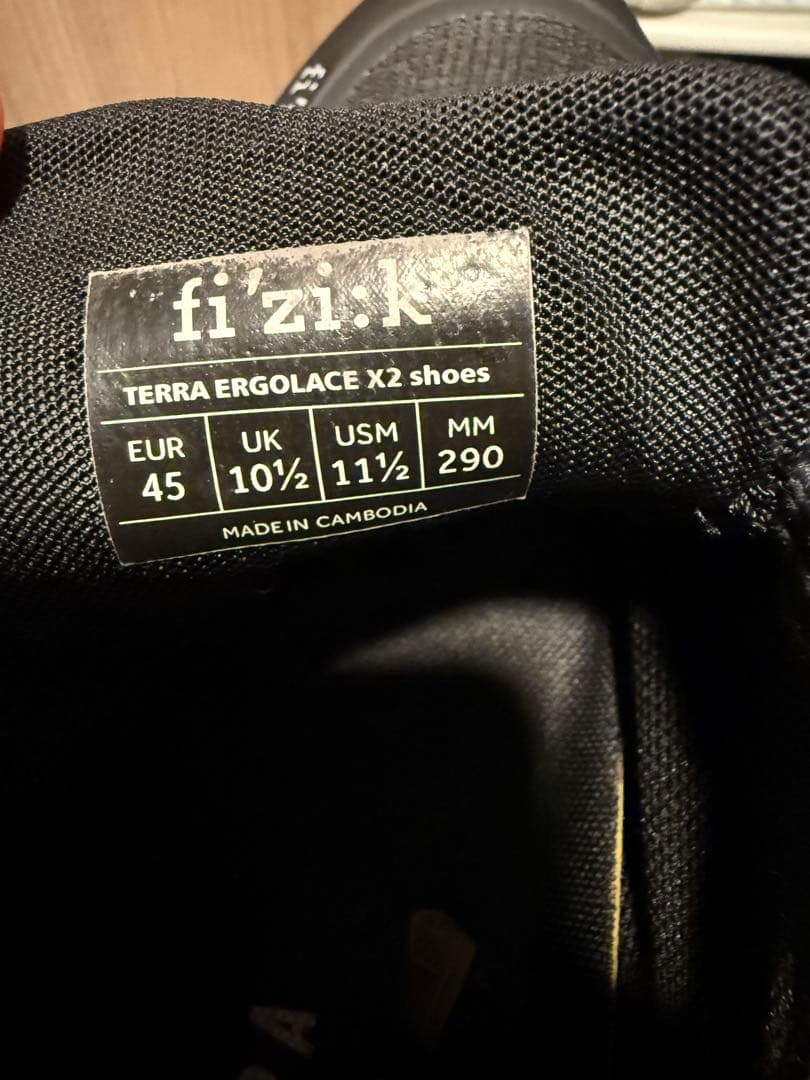 fi'zi:k
TERRA ERGOLACE X2 shoes
EUR UK USM MM
45 10½ 11½ 290
MADE IN CAMBODIA